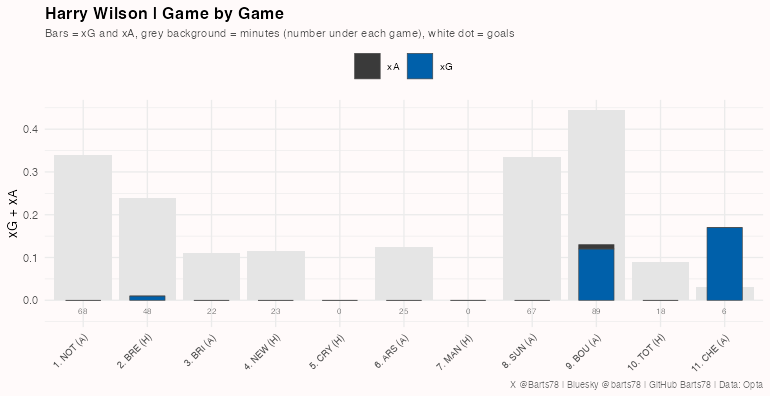 Harry Wilson | Game by Game
Bars = xG and xA, grey background = minutes (number under each game), white dot = goals
xA xG
xG + xA
0.4
0.3
0.2
0.1
0.0
68 48 22 23 0 25 0 67 89 18 6
1. NOT (A) 2. BRE (H) 3. BRI (A) 4. NEW (H) 5. CRY (H) 6. ARS (A) 7. MAN (H) 8. SUN (A) 9. BOU (A) 10. TOT (H) 11. CHE (A)
X @Barts78 | Bluesky @barts78 | GitHub Barts78 | Data: Opta